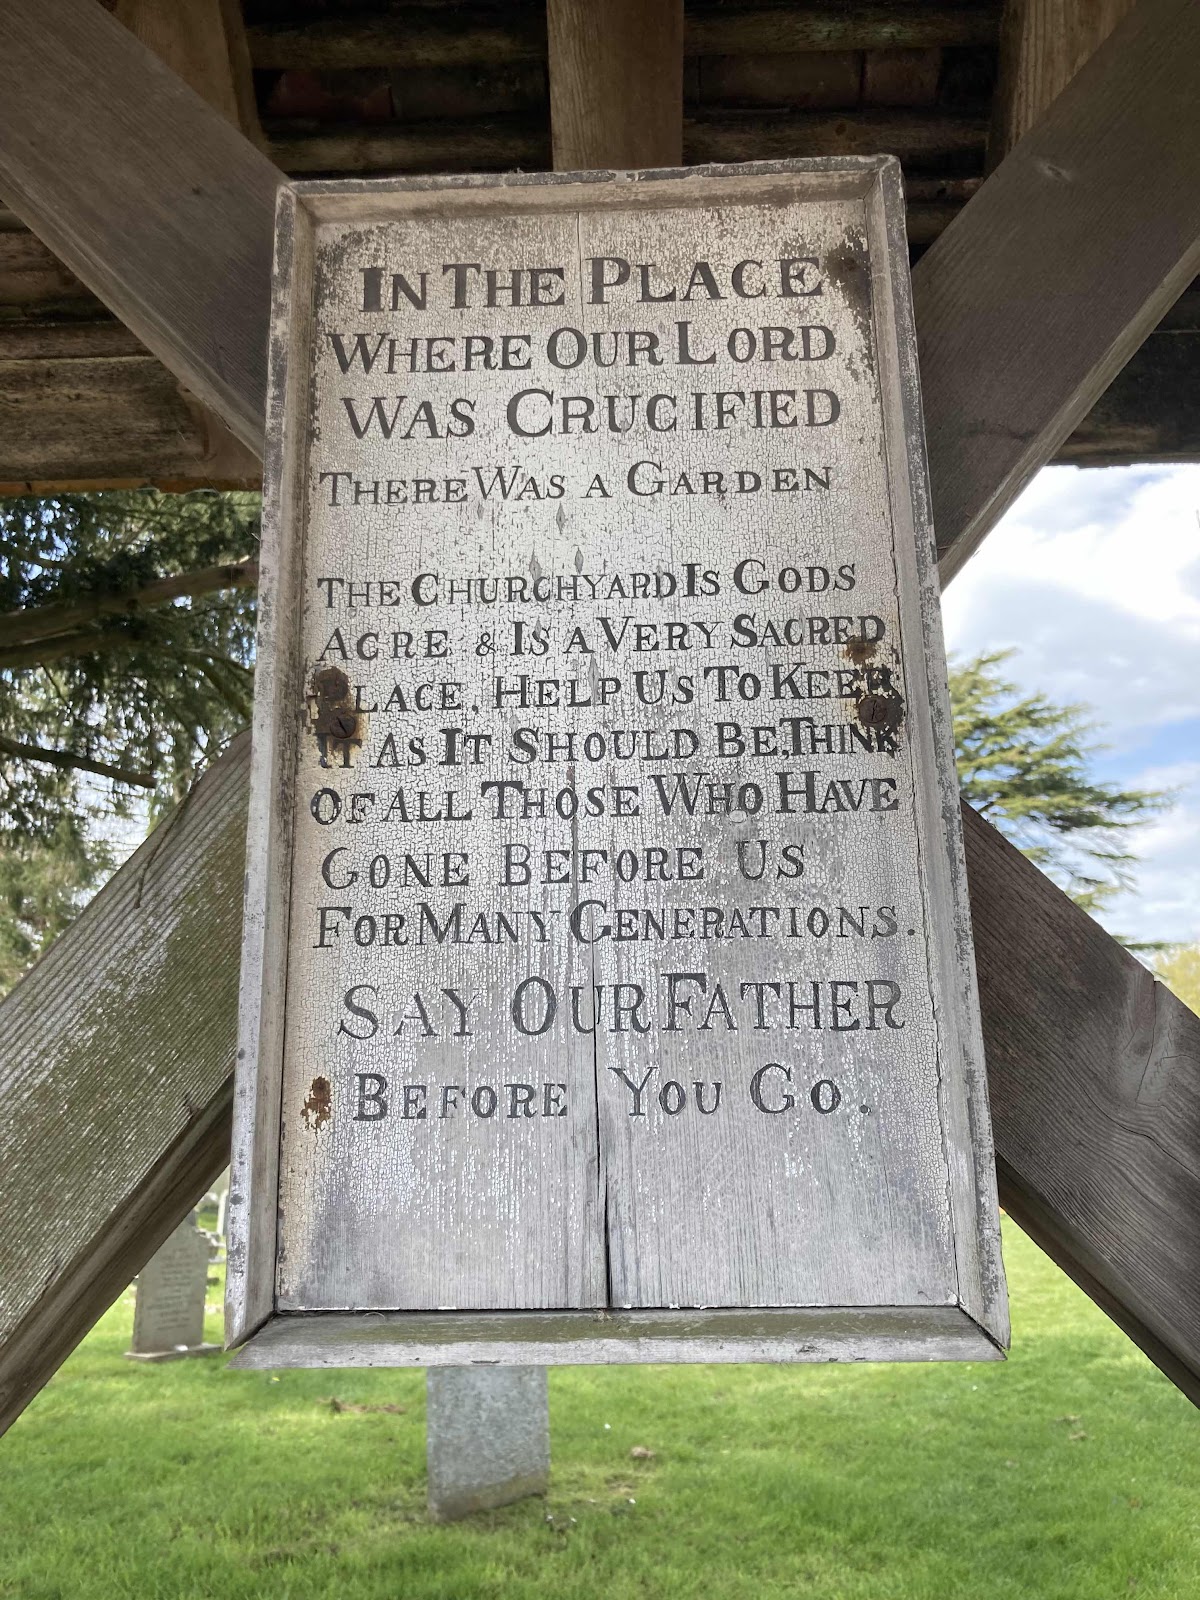 IN THE PLACE
WHERE OUR LORD
WAS CRUCIFIED
THERE WAS A GARDEN
THE CHURCHYARD IS GODS
ACRE & IS A VERY SACRED
PLACE. HELP US TO KEEP
IT AS IT SHOULD BE, THINK
OF ALL THOSE WHO HAVE
GONE BEFORE US
FOR MANY GENERATIONS.
SAY OUR FATHER
BEFORE YOU GO.